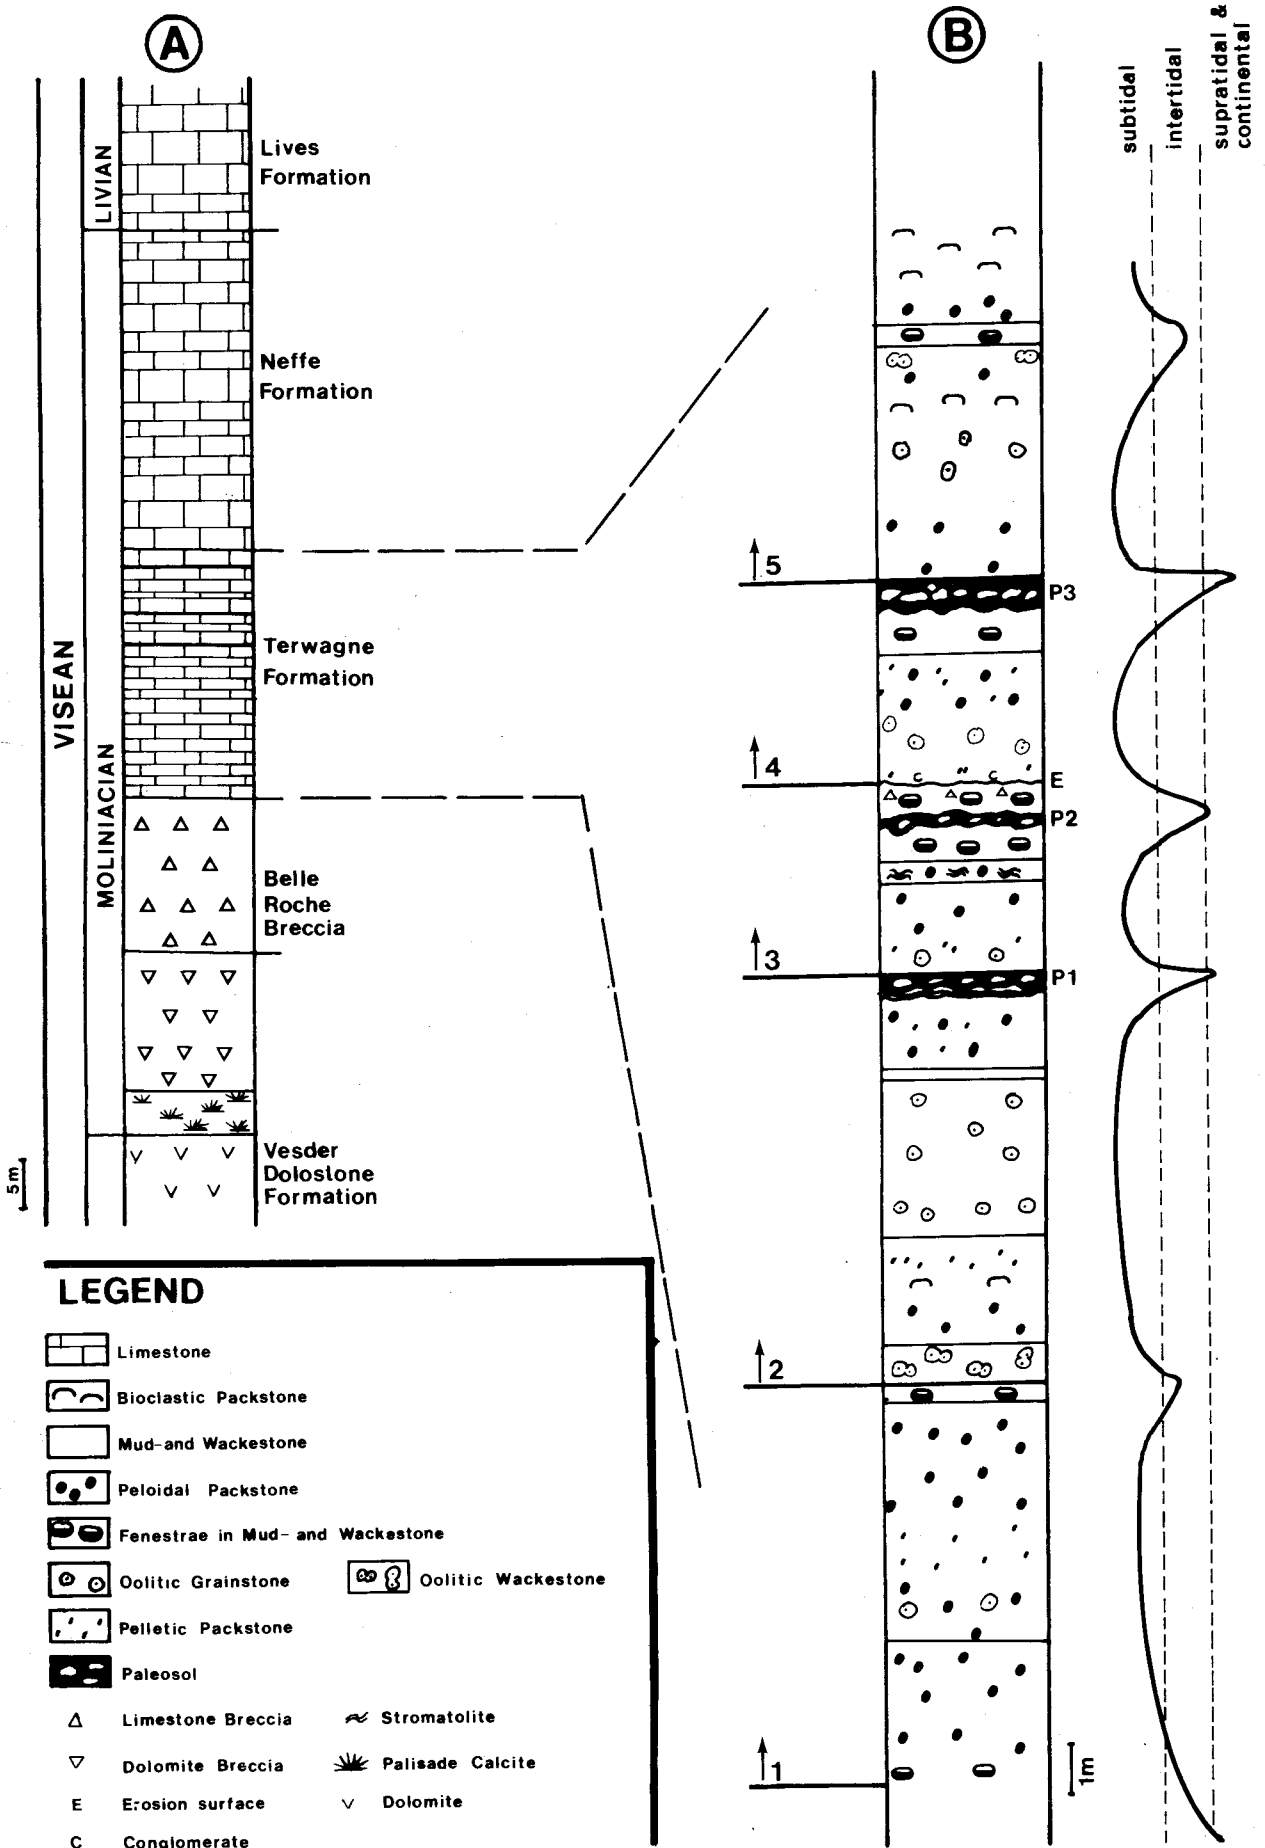 A
B
subtidal
intertidal
supratidal &
continental
VISEAN
LIVIAN
MOLINIACIAN
Lives
Formation
Neffe
Formation
Terwagne
Formation
Belle
Roche
Breccia
Vesder
Dolostone
Formation
5m
5
P3
4
E
P2
3
P1
2
1
1m
C C
LEGEND
Limestone
Bioclastic Packstone
Mud-and Wackestone
Peloidal Packstone
Fenestrae in Mud- and Wackestone
Oolitic Grainstone
Oolitic Wackestone
Pelletic Packstone
Paleosol
Limestone Breccia
Stromatolite
Dolomite Breccia
Palisade Calcite
E Erosion surface
Dolomite
C Conglomerate